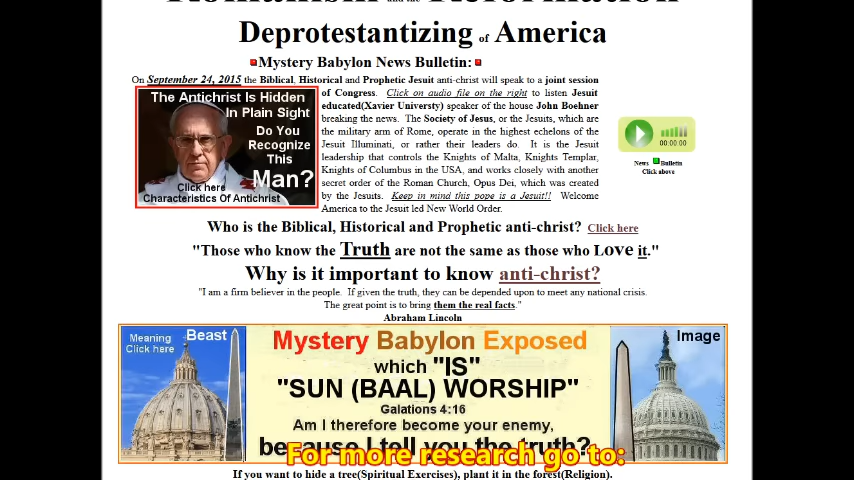 Deprotestantizing of America
Mystery Babylon News Bulletin:
On September 24, 2015 the Biblical, Historical and Prophetic Jesuit anti-christ will speak to a joint session
of Congress. Click on audio file on the right to listen Jesuit
educated(Xavier Universty) speaker of the house John Boehner
breaking the news. The Society of Jesus, or the Jesuits, which are
the military arm of Rome, operate in the highest echelons of the
Jesuit Illuminati, or rather their leaders do. It is the Jesuit
leadership that controls the Knights of Malta, Knights Templar,
Knights of Columbus in the USA, and works closely with another
secret order of the Roman Church, Opus Dei, which was created
by the Jesuits. Keep in mind this pope is a Jesuit!! Welcome
America to the Jesuit led New World Order.
The Antichrist Is Hidden
In Plain Sight
Do You
Recognize
This
Man?
Click here
Characteristics Of Antichrist
00:00:00
News Bulletin
Click above
Who is the Biblical, Historical and Prophetic anti-christ? Click here
"Those who know the Truth are not the same as those who Love it."
Why is it important to know anti-christ?
"I am a firm believer in the people. If given the truth, they can be depended upon to meet any national crisis.
The great point is to bring them the real facts."
Abraham Lincoln
Meaning
Click here
Beast
Mystery Babylon Exposed
which "IS"
"SUN (BAAL) WORSHIP"
Galations 4:16
Am I therefore become your enemy,
because I tell you the truth?
Image
For more research go to:
If you want to hide a tree(Spiritual Exercises), plant it in the forest(Religion).